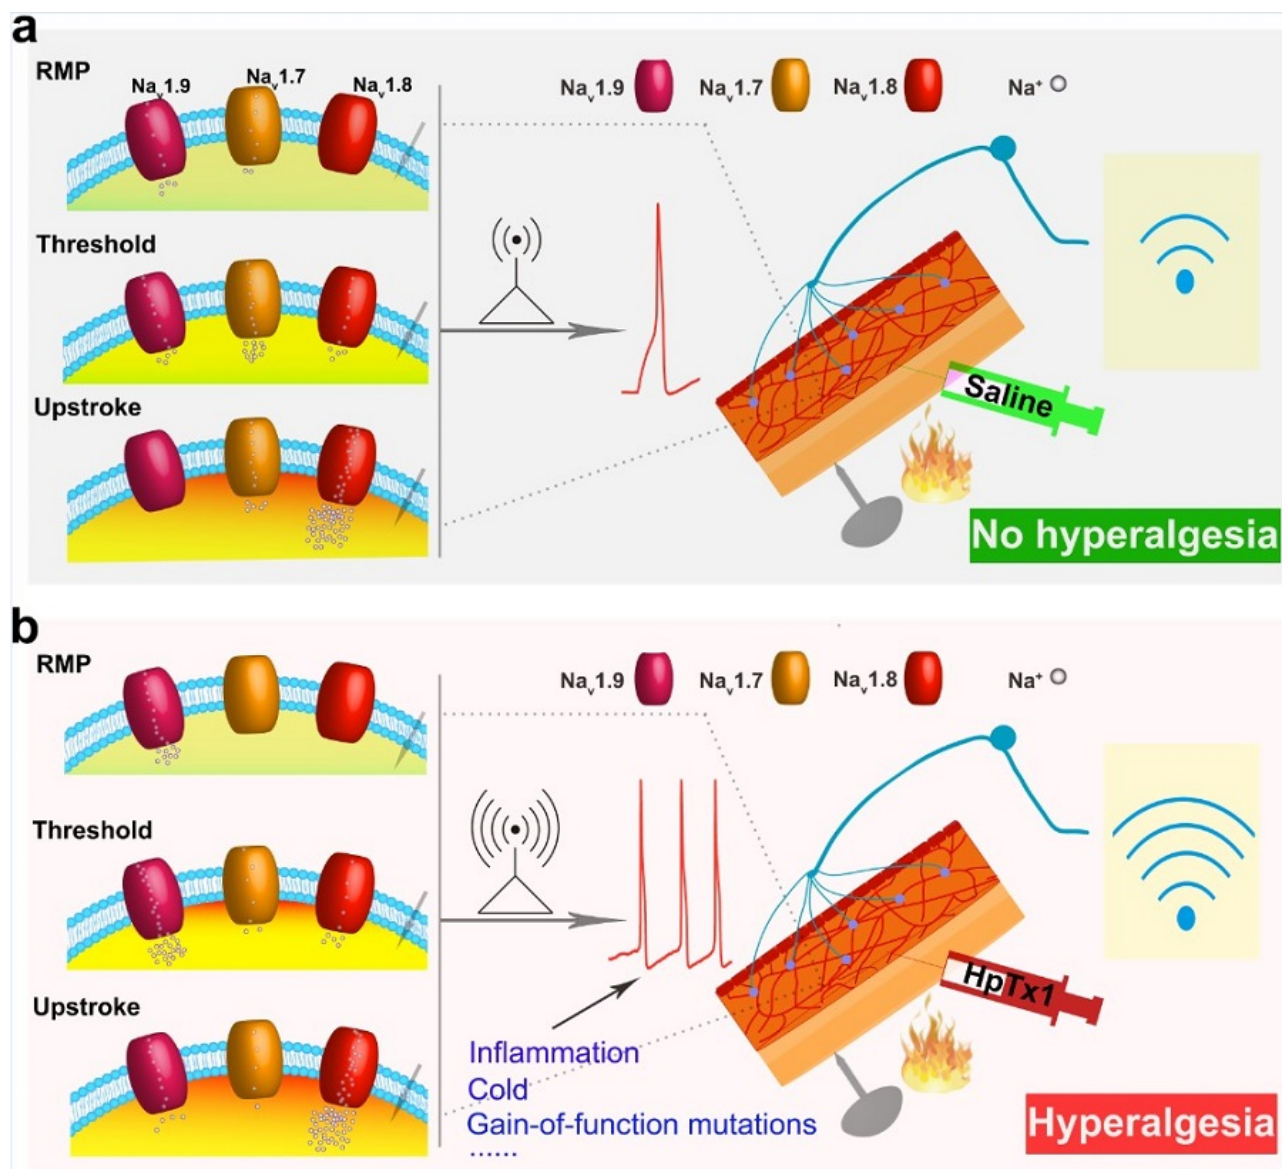 a
RMP
Naᵥ1.9
Naᵥ1.7
Naᵥ1.8
Naᵥ1.9
Naᵥ1.7
Naᵥ1.8
Na⁺
Threshold
Upstroke
Saline
No hyperalgesia
b
RMP
Naᵥ1.9
Naᵥ1.7
Naᵥ1.8
Na⁺
Threshold
Upstroke
HpTx1
Inflammation
Cold
Gain-of-function mutations
......
Hyperalgesia